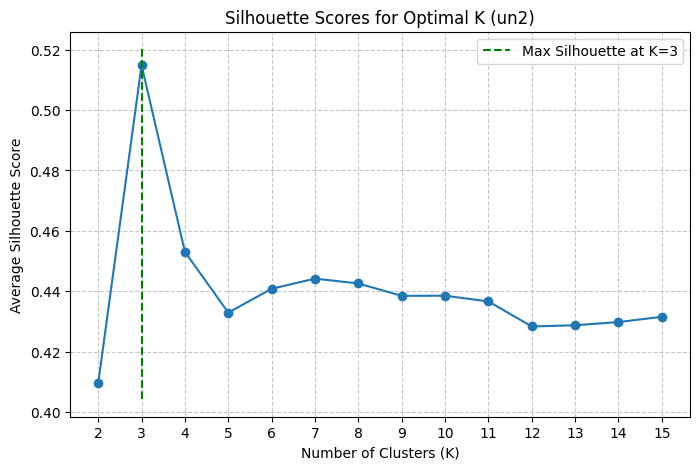 Silhouette Scores for Optimal K (un2)
Max Silhouette at K=3
Average Silhouette Score
0.52
0.50
0.48
0.46
0.44
0.42
0.40
2 3 4 5 6 7 8 9 10 11 12 13 14 15
Number of Clusters (K)